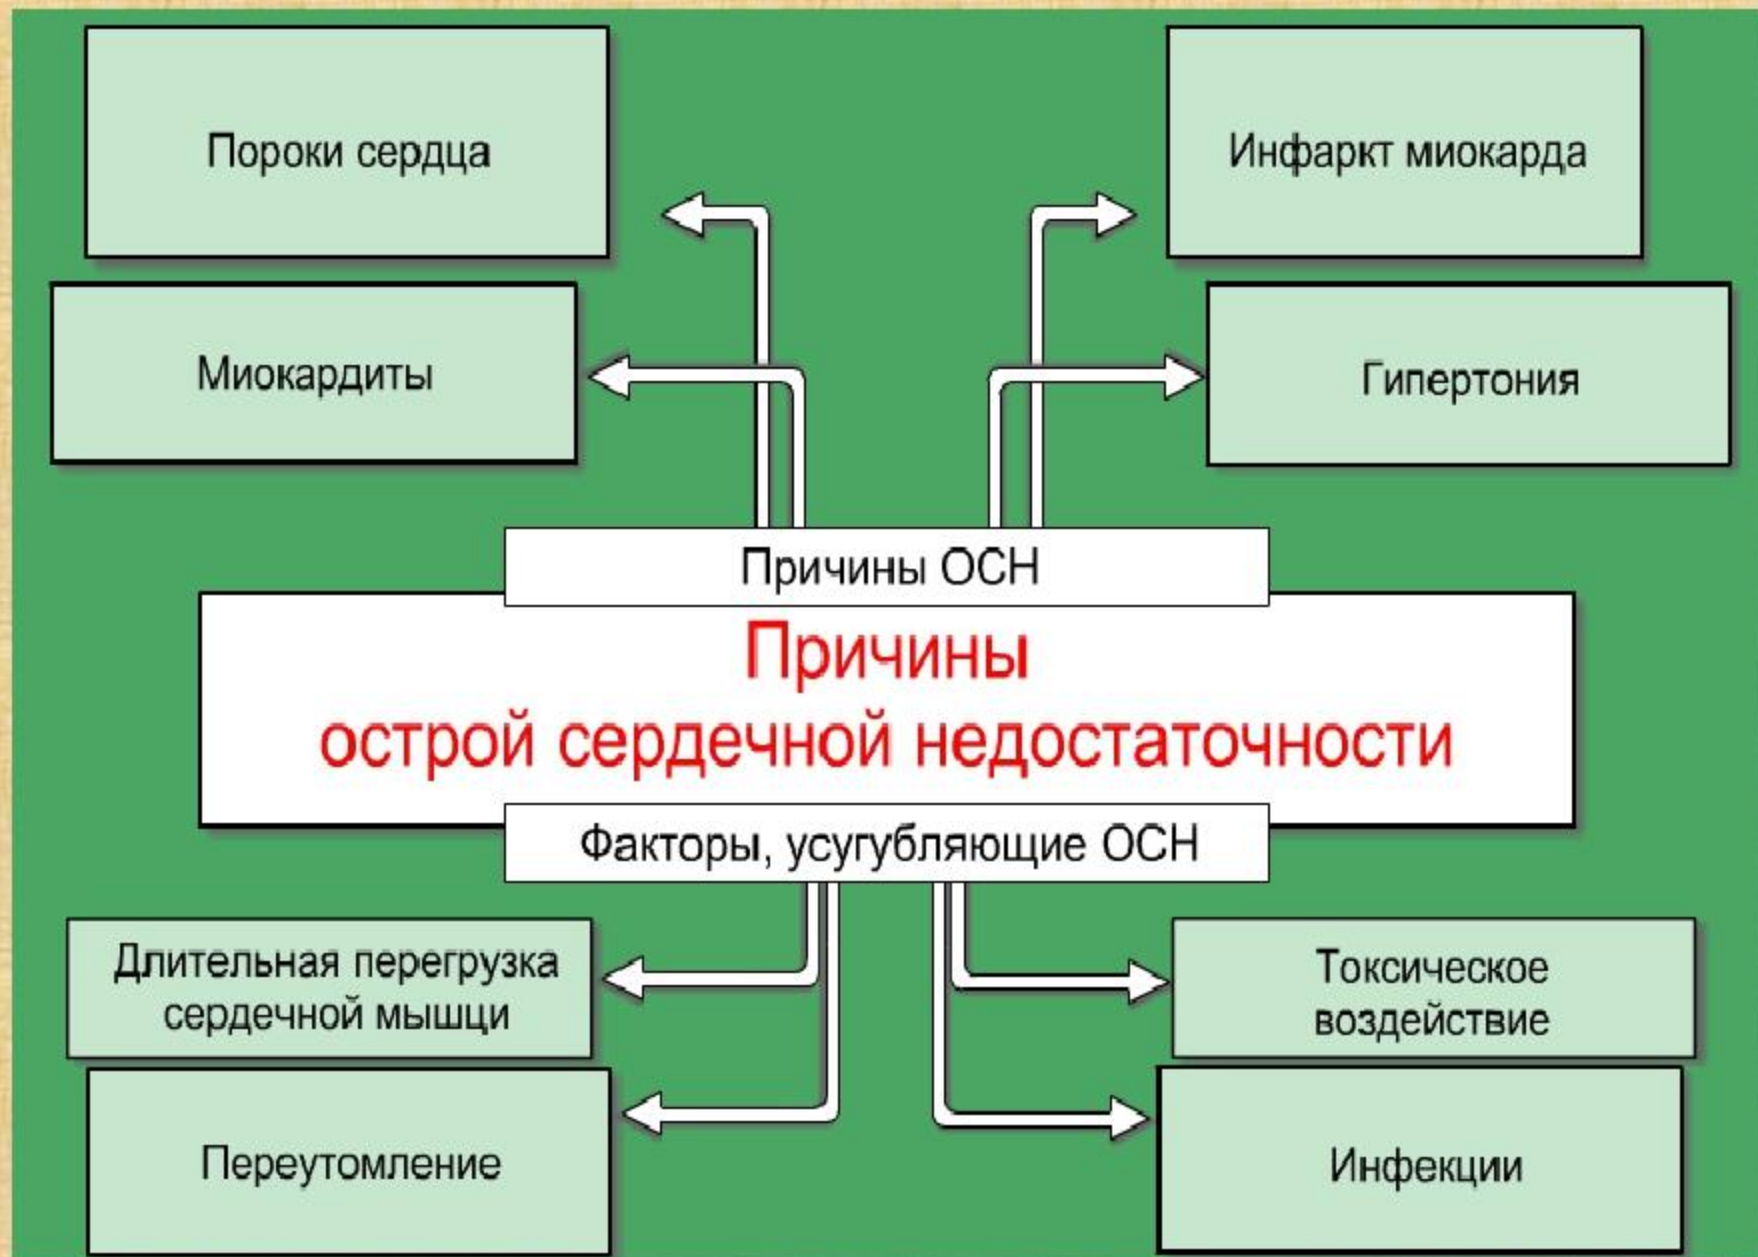 Пороки сердца
Инфаркт миокарда
Миокардиты
Гипертония
Причины ОСН
Причины
острой сердечной недостаточности
Факторы, усугубляющие ОСН
Длительная перегрузка
сердечной мышци
Токсическое
воздействие
Переутомление
Инфекции